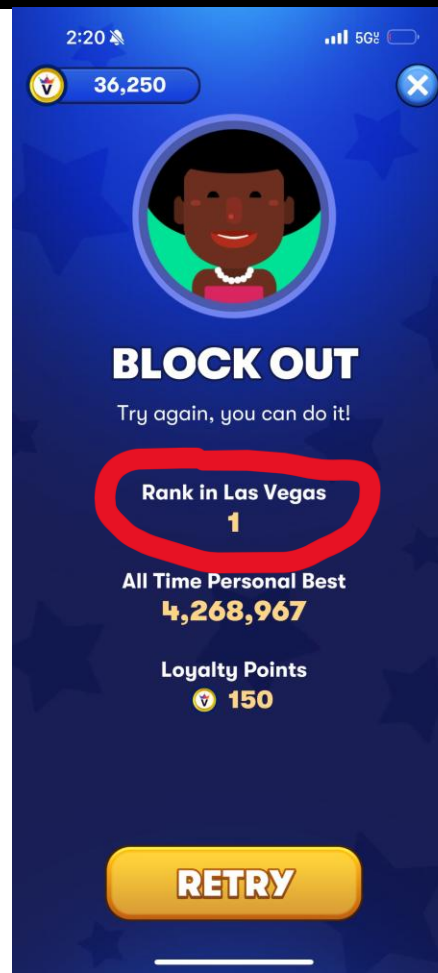 2:20 5G
36,250
BLOCK OUT
Try again, you can do it!
Rank in Las Vegas
1
All Time Personal Best
4,268,967
Loyalty Points
V 150
RETRY